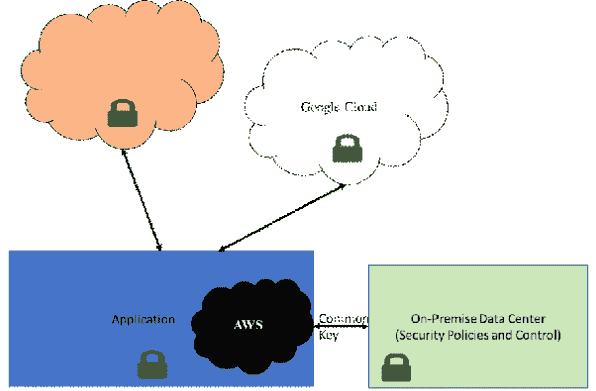 Google Cloud
Application
AWS
Common
Key
On-Premise Data Center
(Security Policies and Control)